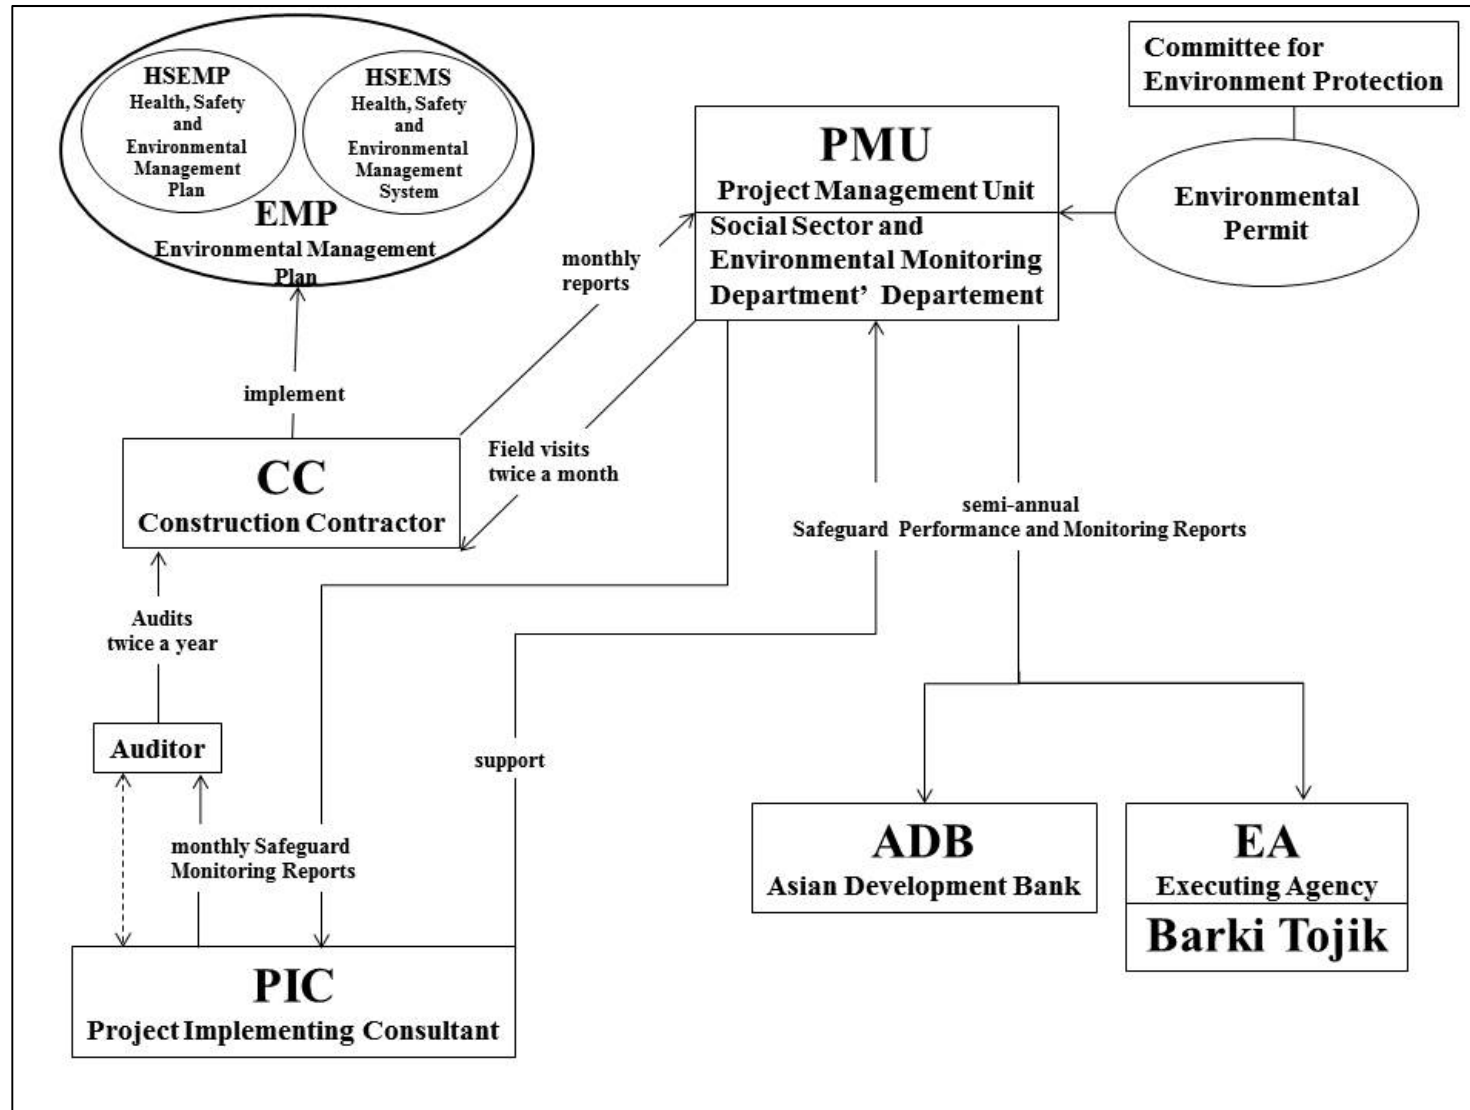 HSEMP
Health, Safety
and
Environmental
Management
Plan
HSEMS
Health, Safety
and
Environmental
Management
System
EMP
Environmental Management
Plan
Committee for
Environment Protection
PMU
Project Management Unit
Social Sector and
Environmental Monitoring
Department’ Departement
Environmental
Permit
monthly
reports
implement
Field visits
twice a month
CC
Construction Contractor
semi-annual
Safeguard Performance and Monitoring Reports
Audits
twice a year
Auditor
support
monthly Safeguard
Monitoring Reports
ADB
Asian Development Bank
EA
Executing Agency
Barki Tojik
PIC
Project Implementing Consultant